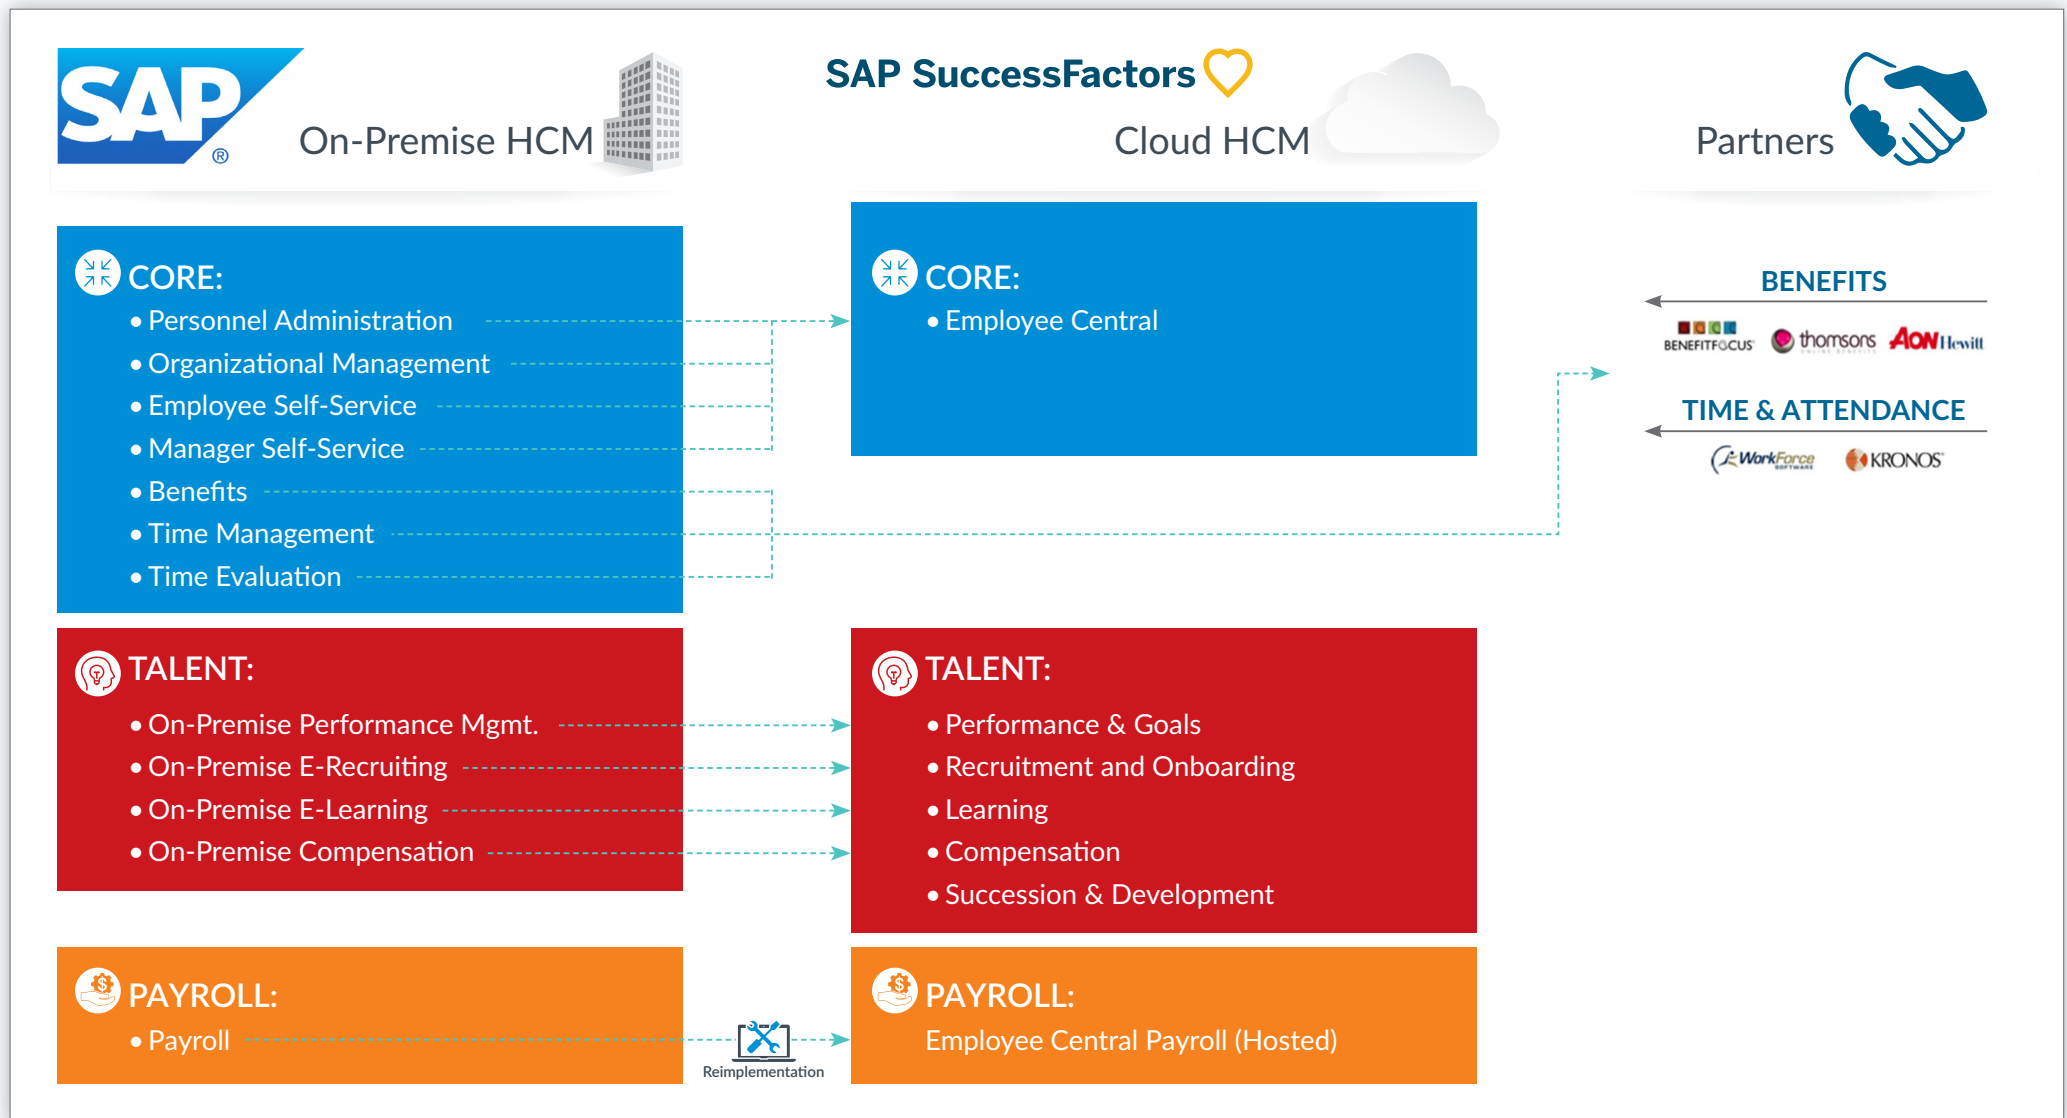 SAP
®
On-Premise HCM
SAP SuccessFactors
Cloud HCM
Partners
CORE:
• Personnel Administration
• Organizational Management
• Employee Self-Service
• Manager Self-Service
• Benefits
• Time Management
• Time Evaluation
CORE:
• Employee Central
BENEFITS
BENEFITFOCUS
thomsons
ONLINE BENEFITS
AON Hewitt
TIME & ATTENDANCE
WorkForce
SOFTWARE
KRONOS
TALENT:
• On-Premise Performance Mgmt.
• On-Premise E-Recruiting
• On-Premise E-Learning
• On-Premise Compensation
TALENT:
• Performance & Goals
• Recruitment and Onboarding
• Learning
• Compensation
• Succession & Development
PAYROLL:
• Payroll
Reimplementation
PAYROLL:
Employee Central Payroll (Hosted)